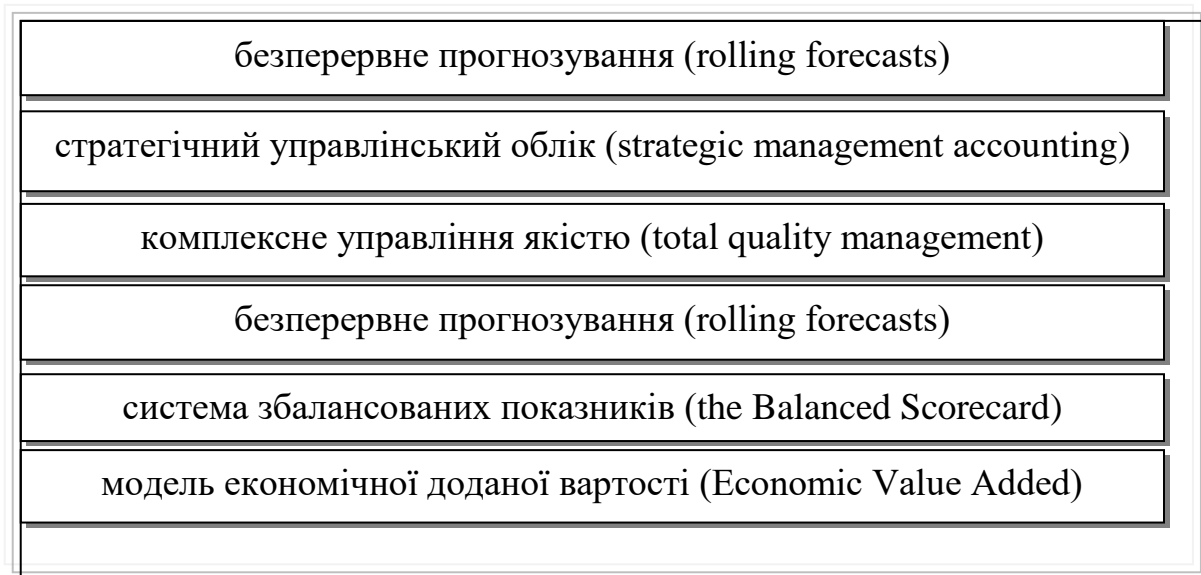 безперервне прогнозування (rolling forecasts)
стратегічний управлінський облік (strategic management accounting)
комплексне управління якістю (total quality management)
безперервне прогнозування (rolling forecasts)
система збалансованих показників (the Balanced Scorecard)
модель економічної доданої вартості (Economic Value Added)